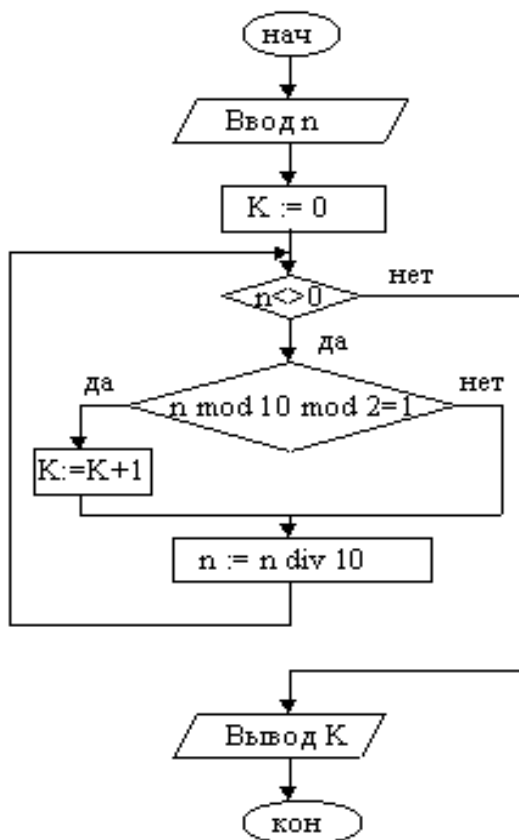 нач
Ввод n
K := 0
n<>0
нет
да
да
n mod 10 mod 2=1
нет
K:=K+1
n := n div 10
Вывод K
кон